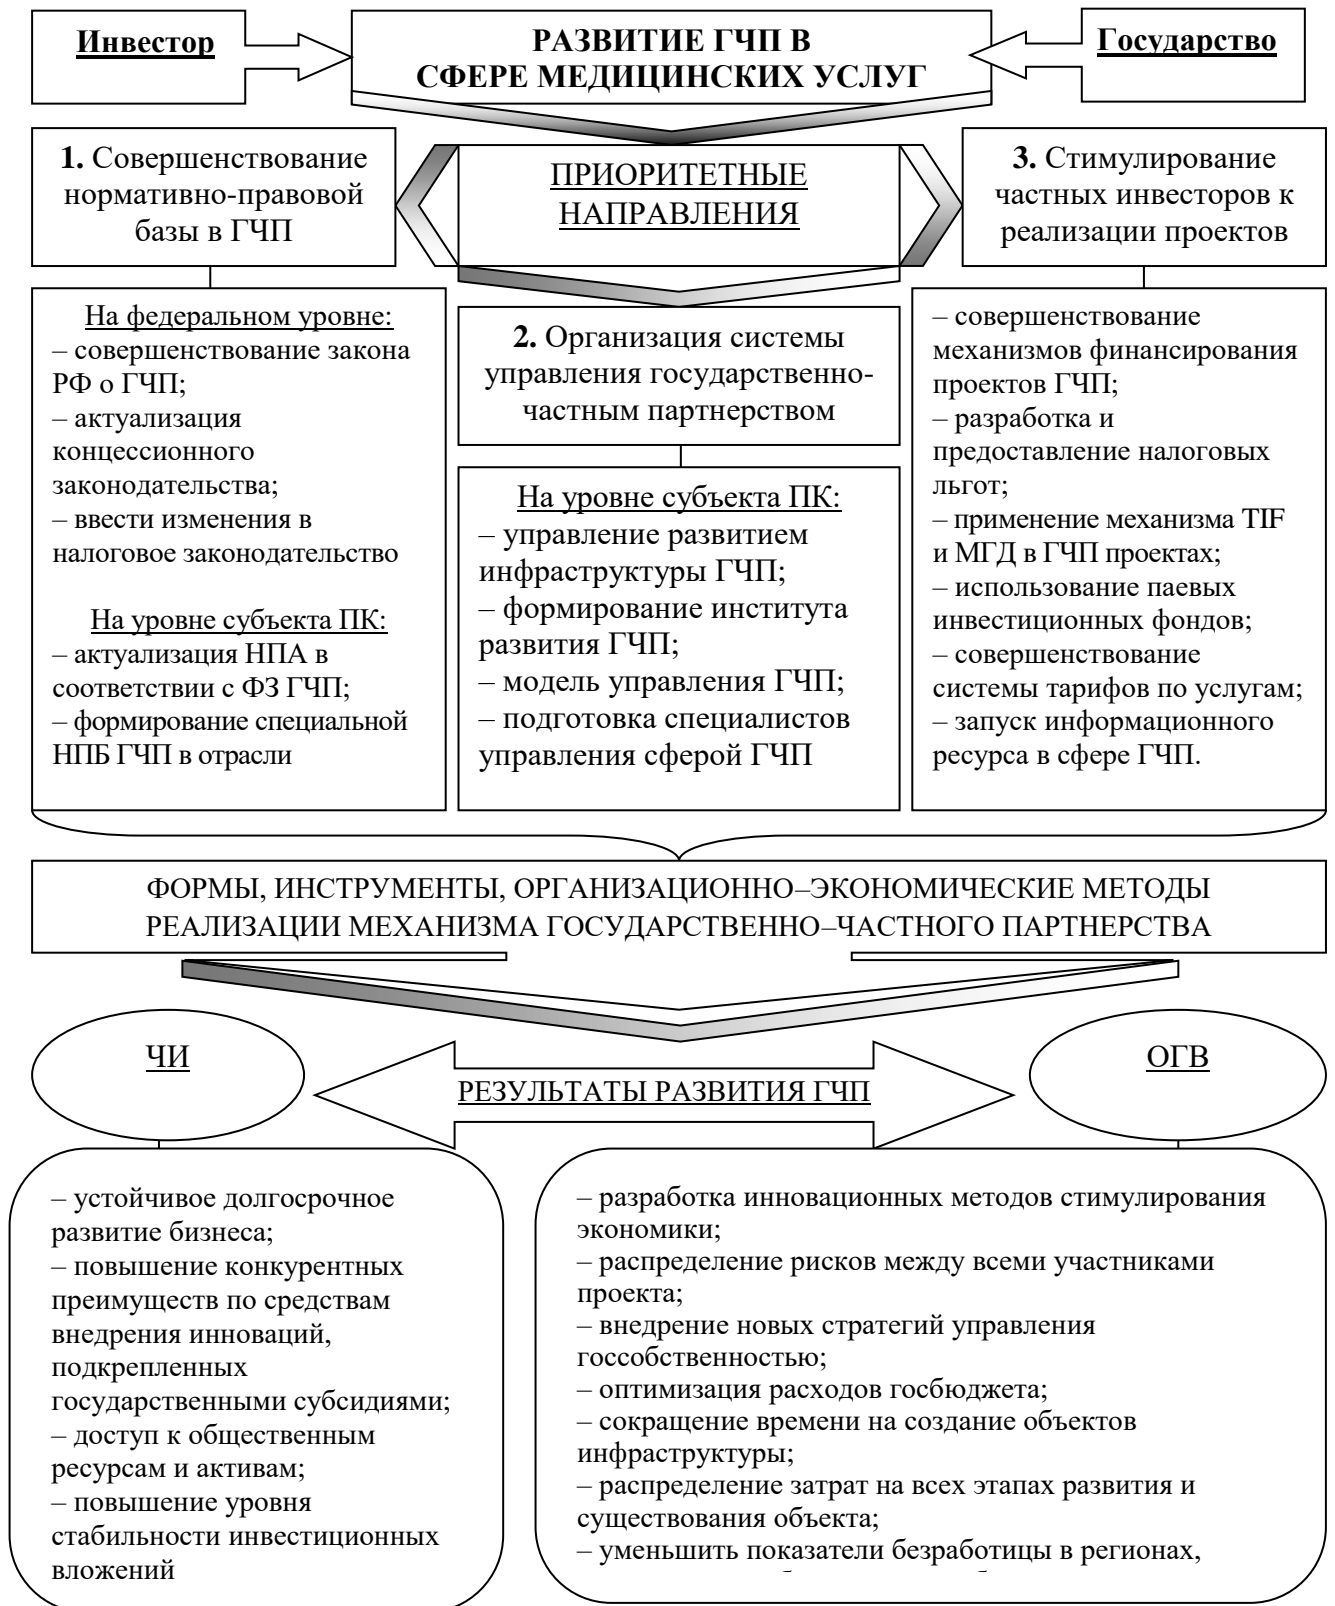 Инвестор
РАЗВИТИЕ ГЧП В
СФЕРЕ МЕДИЦИНСКИХ УСЛУГ
Государство
1. Совершенствование
нормативно-правовой
базы в ГЧП
ПРИОРИТЕТНЫЕ
НАПРАВЛЕНИЯ
3. Стимулирование
частных инвесторов к
реализации проектов
На федеральном уровне:
– совершенствование закона
РФ о ГЧП;
– актуализация
концессионного
законодательства;
– ввести изменения в
налоговое законодательство
На уровне субъекта ПК:
– актуализация НПА в
соответствии с ФЗ ГЧП;
– формирование специальной
НПБ ГЧП в отрасли
2. Организация системы
управления государственно-
частным партнерством
На уровне субъекта ПК:
– управление развитием
инфраструктуры ГЧП;
– формирование института
развития ГЧП;
– модель управления ГЧП;
– подготовка специалистов
управления сферой ГЧП
– совершенствование
механизмов финансирования
проектов ГЧП;
– разработка и
предоставление налоговых
льгот;
– применение механизма TIF
и МГД в ГЧП проектах;
– использование паевых
инвестиционных фондов;
– совершенствование
системы тарифов по услугам;
– запуск информационного
ресурса в сфере ГЧП.
ФОРМЫ, ИНСТРУМЕНТЫ, ОРГАНИЗАЦИОННО–ЭКОНОМИЧЕСКИЕ МЕТОДЫ
РЕАЛИЗАЦИИ МЕХАНИЗМА ГОСУДАРСТВЕННО–ЧАСТНОГО ПАРТНЕРСТВА
ЧИ
РЕЗУЛЬТАТЫ РАЗВИТИЯ ГЧП
ОГВ
– устойчивое долгосрочное
развитие бизнеса;
– повышение конкурентных
преимуществ по средствам
внедрения инноваций,
подкрепленных
государственными субсидиями;
– доступ к общественным
ресурсам и активам;
– повышение уровня
стабильности инвестиционных
вложений
– разработка инновационных методов стимулирования
экономики;
– распределение рисков между всеми участниками
проекта;
– внедрение новых стратегий управления
госсобственностью;
– оптимизация расходов госбюджета;
– сокращение времени на создание объектов
инфраструктуры;
– распределение затрат на всех этапах развития и
существования объекта;
– уменьшить показатели безработицы в регионах,